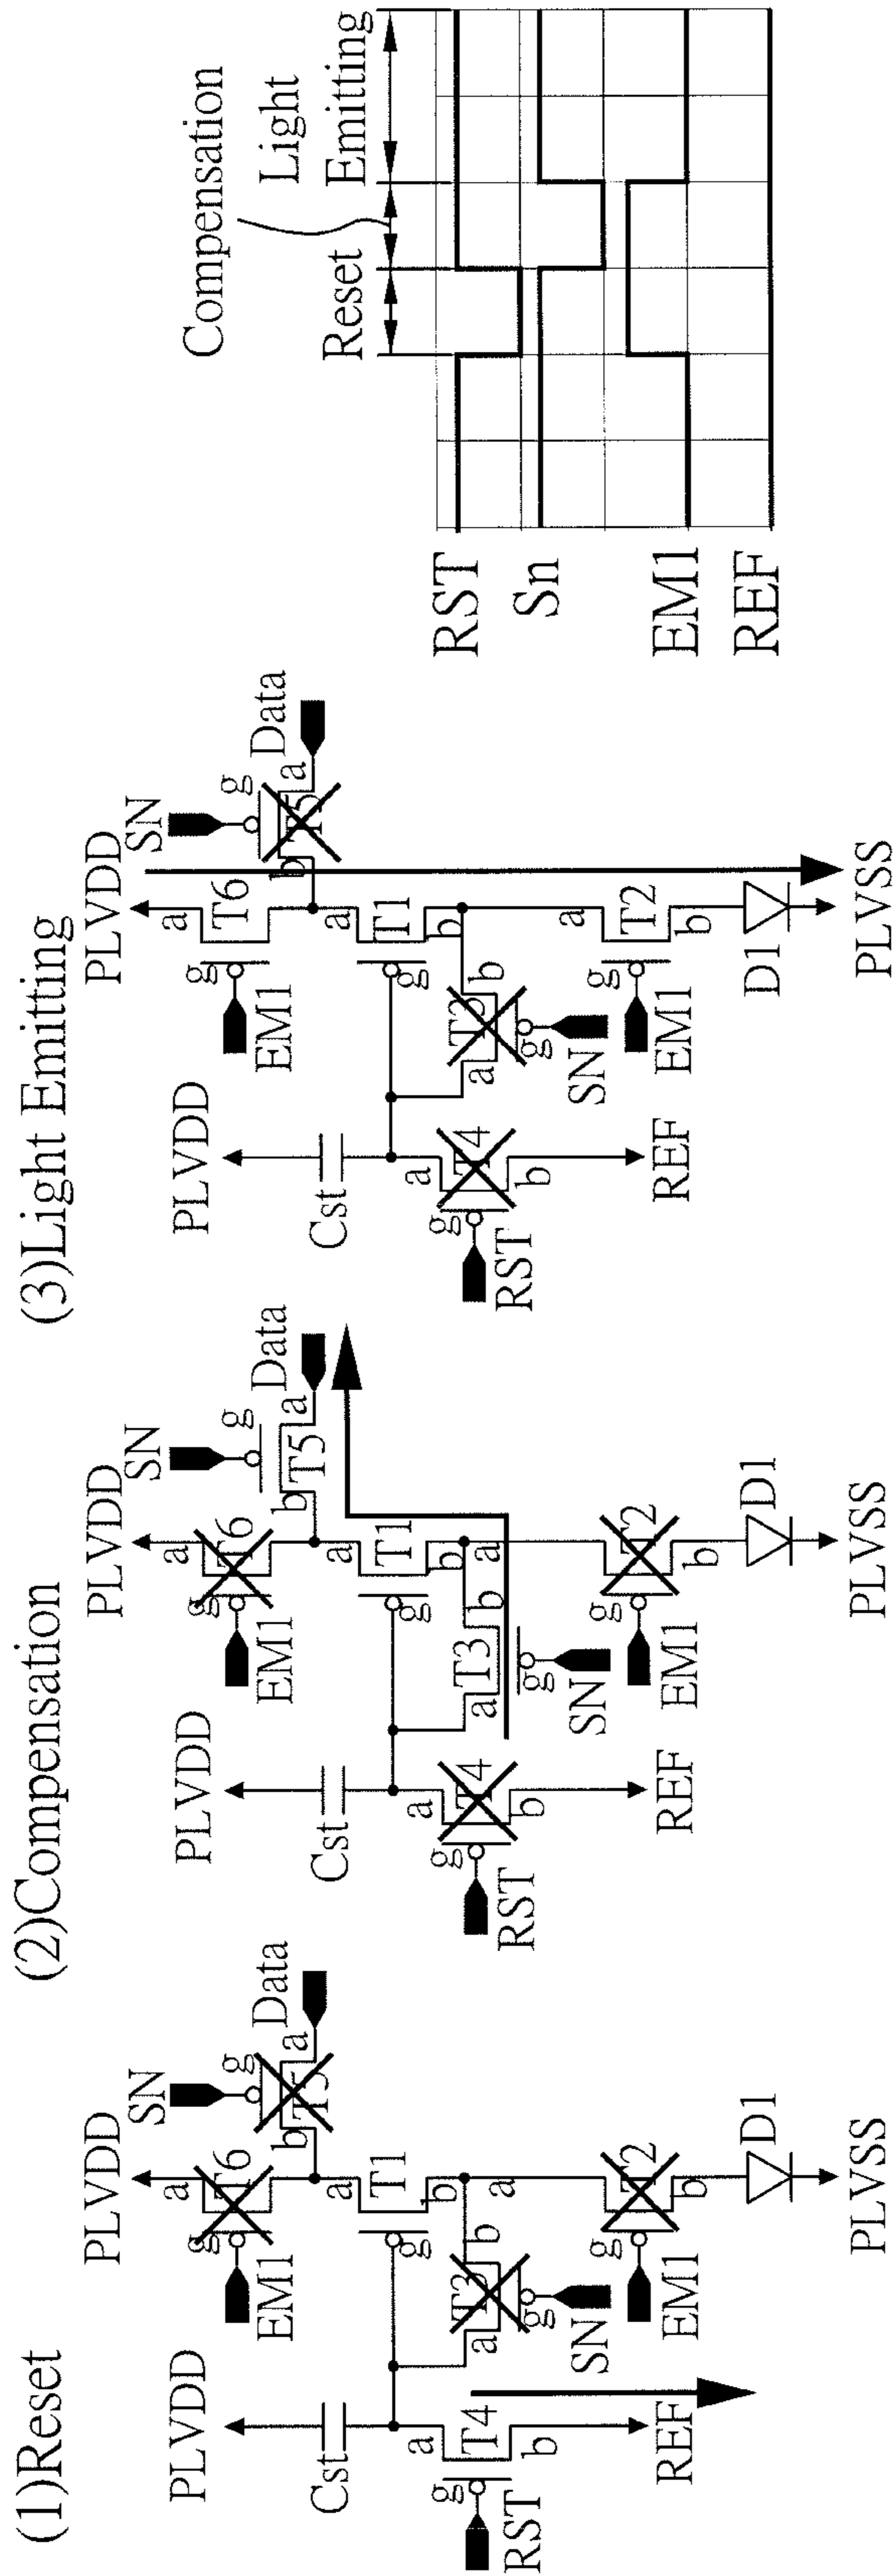 (1)Reset
PLVDD
Cst
a
T4
g
b
RST
REF
PLVDD
a
T6
g
EM1
SN
g
T5
b
a
Data
a
T1
g
b
b
T3
a
g
SN
a
T2
g
b
EM1
D1
PLVSS
(2)Compensation
PLVDD
Cst
a
T4
g
b
RST
REF
PLVDD
a
T6
g
EM1
SN
g
T5
b
a
Data
a
T1
g
b
b
T3
a
g
SN
a
T2
g
b
EM1
D1
PLVSS
(3)Light Emitting
PLVDD
Cst
a
T4
g
b
RST
REF
PLVDD
a
T6
g
EM1
SN
g
T5
b
a
Data
a
T1
g
b
b
T3
a
g
SN
a
T2
g
b
EM1
D1
PLVSS
Compensation
Reset
Light
Emitting
RST
Sn
EM1
REF